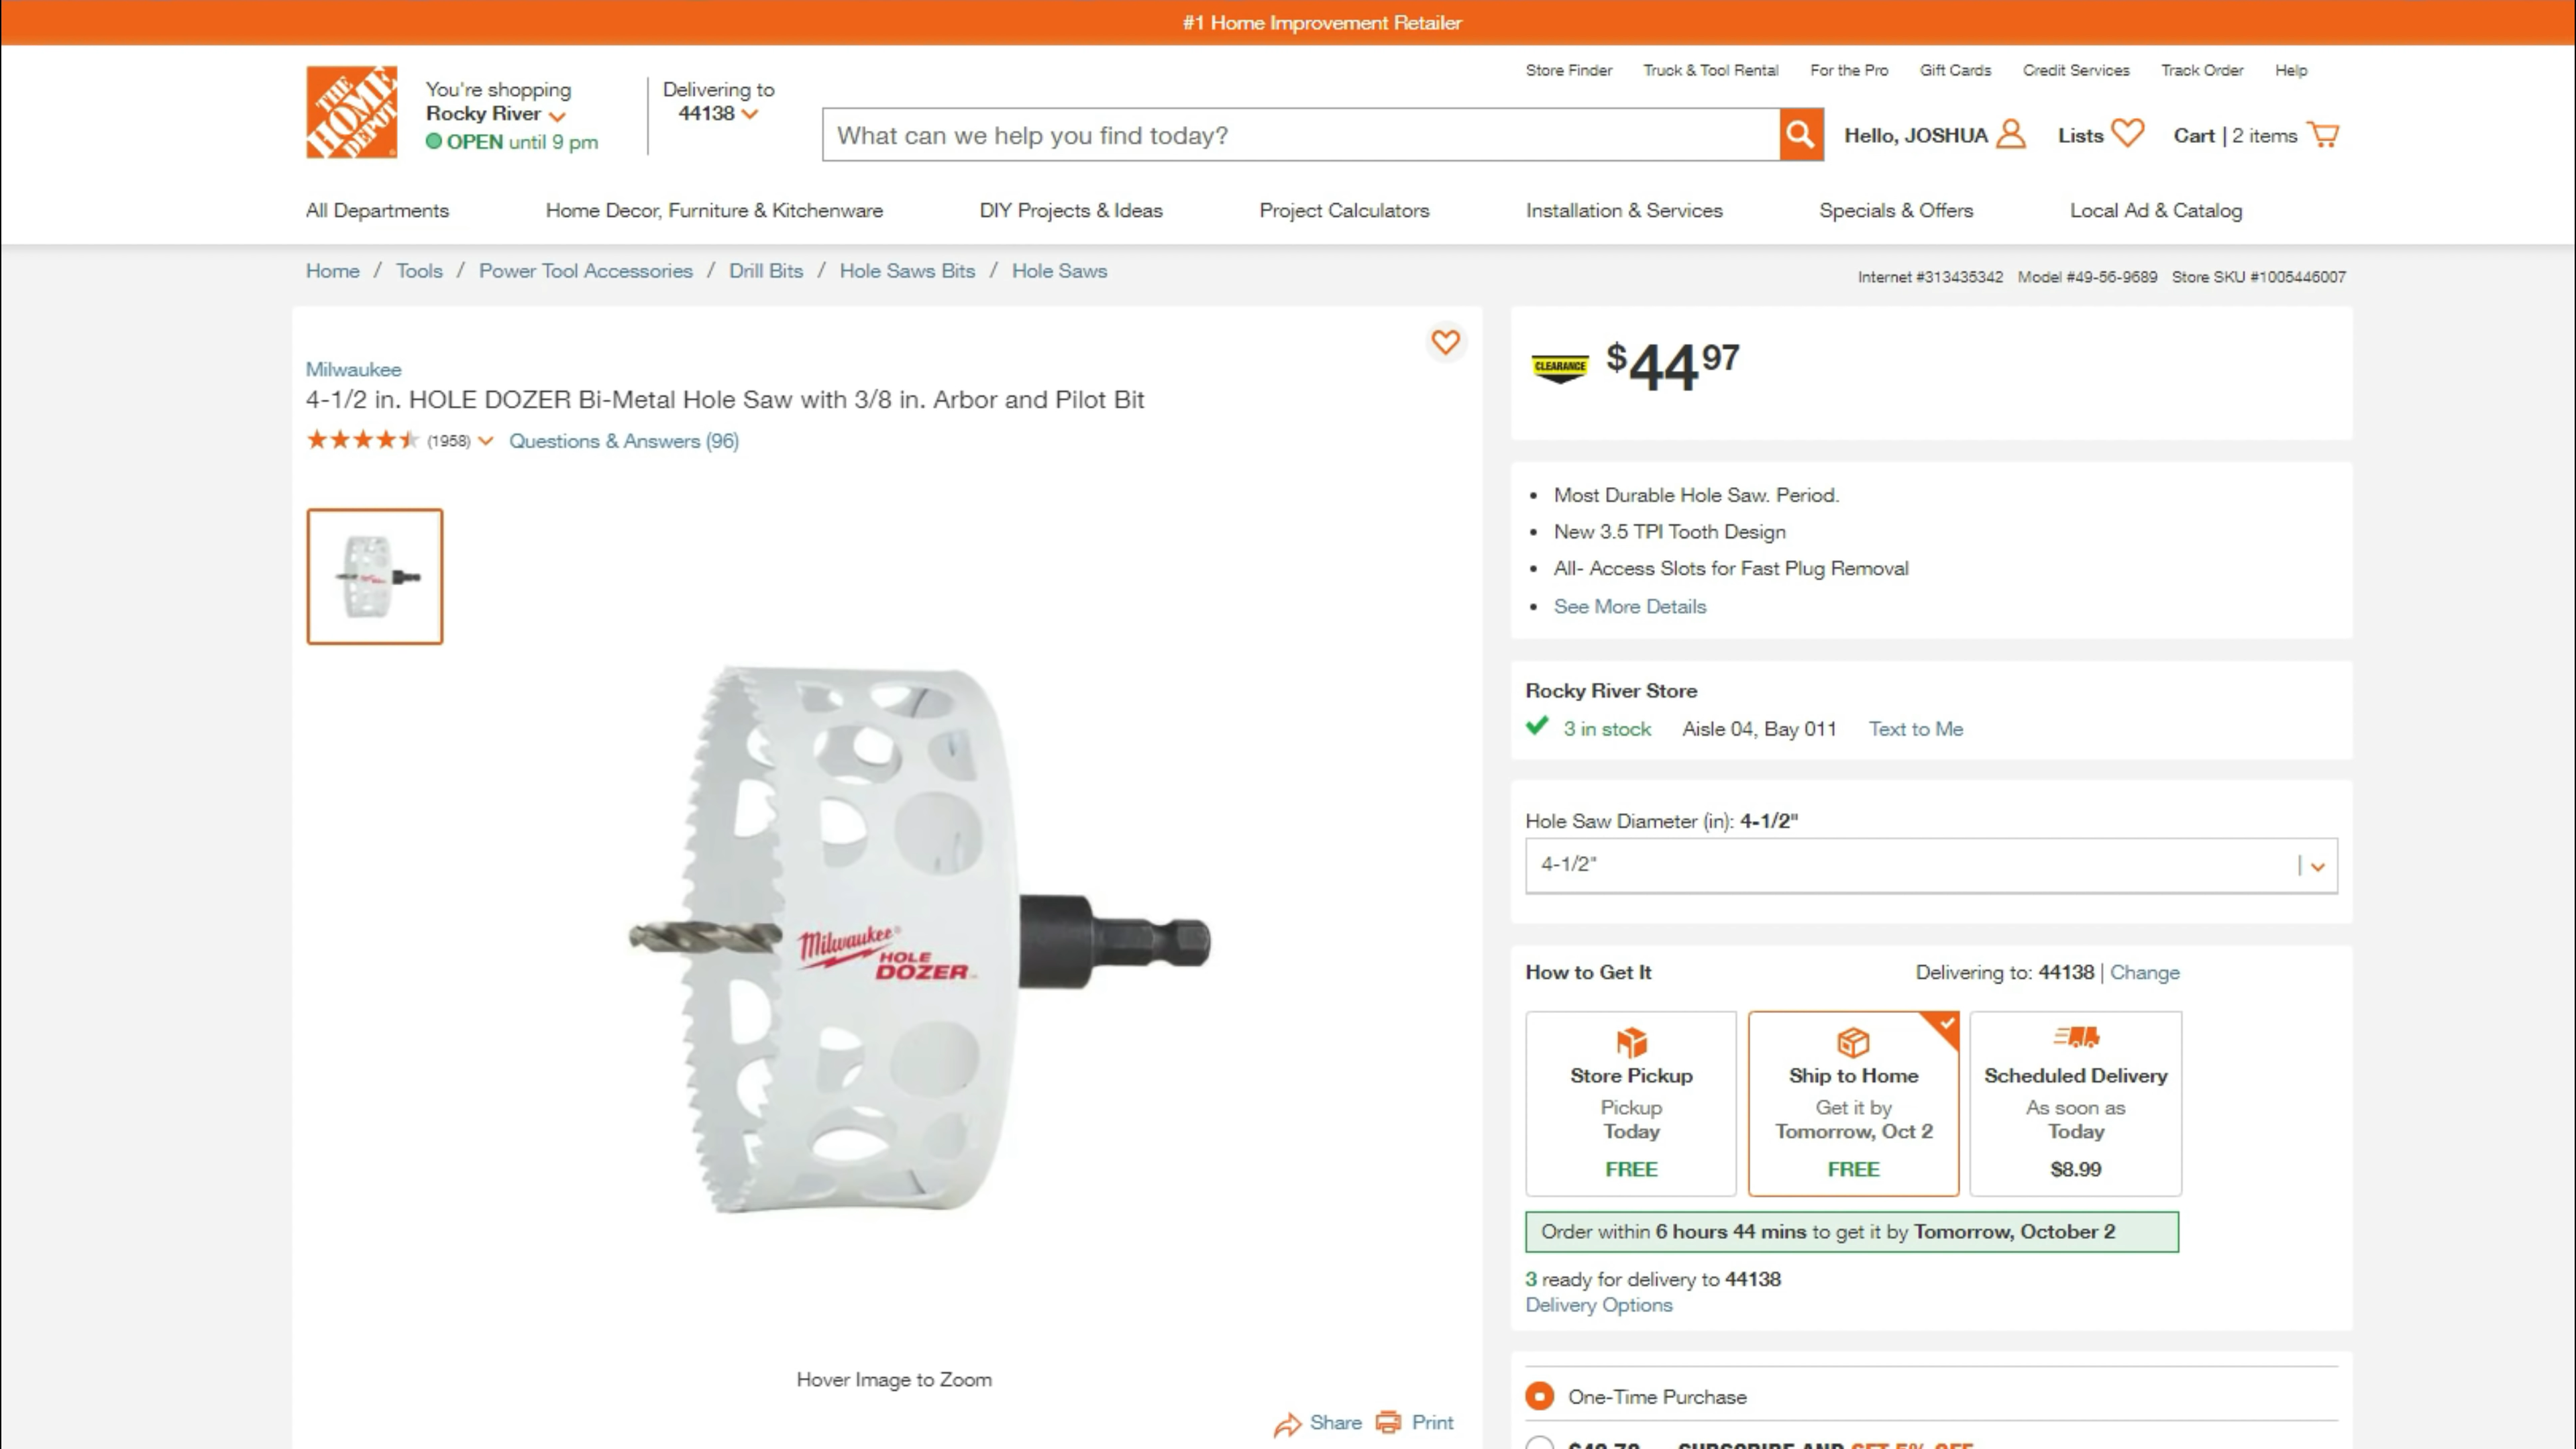 #1 Home Improvement Retailer
Store Finder Truck & Tool Rental For the Pro Gift Cards Credit Services Track Order Help
THE
HOME
DEPOT
You're shopping
Rocky River
OPEN until 9 pm
Delivering to
44138
What can we help you find today?
Hello, JOSHUA
Lists
Cart | 2 items
All Departments Home Decor, Furniture & Kitchenware DIY Projects & Ideas Project Calculators Installation & Services Specials & Offers Local Ad & Catalog
Home / Tools / Power Tool Accessories / Drill Bits / Hole Saws Bits / Hole Saws
Internet #313435342 Model #49-56-9689 Store SKU #1005446007
Milwaukee
4-1/2 in. HOLE DOZER Bi-Metal Hole Saw with 3/8 in. Arbor and Pilot Bit
(1958) Questions & Answers (96)
Milwaukee
HOLE
DOZER
Hover Image to Zoom
Share Print
CLEARANCE $44 97
• Most Durable Hole Saw. Period.
• New 3.5 TPI Tooth Design
• All- Access Slots for Fast Plug Removal
• See More Details
Rocky River Store
3 in stock Aisle 04, Bay 011 Text to Me
Hole Saw Diameter (in): 4-1/2"
4-1/2"
How to Get It Delivering to: 44138 | Change
Store Pickup
Pickup
Today
FREE
Ship to Home
Get it by
Tomorrow, Oct 2
FREE
Scheduled Delivery
As soon as
Today
$8.99
Order within 6 hours 44 mins to get it by Tomorrow, October 2
3 ready for delivery to 44138
Delivery Options
One-Time Purchase
SUBSCRIBE AND GET 5% OFF